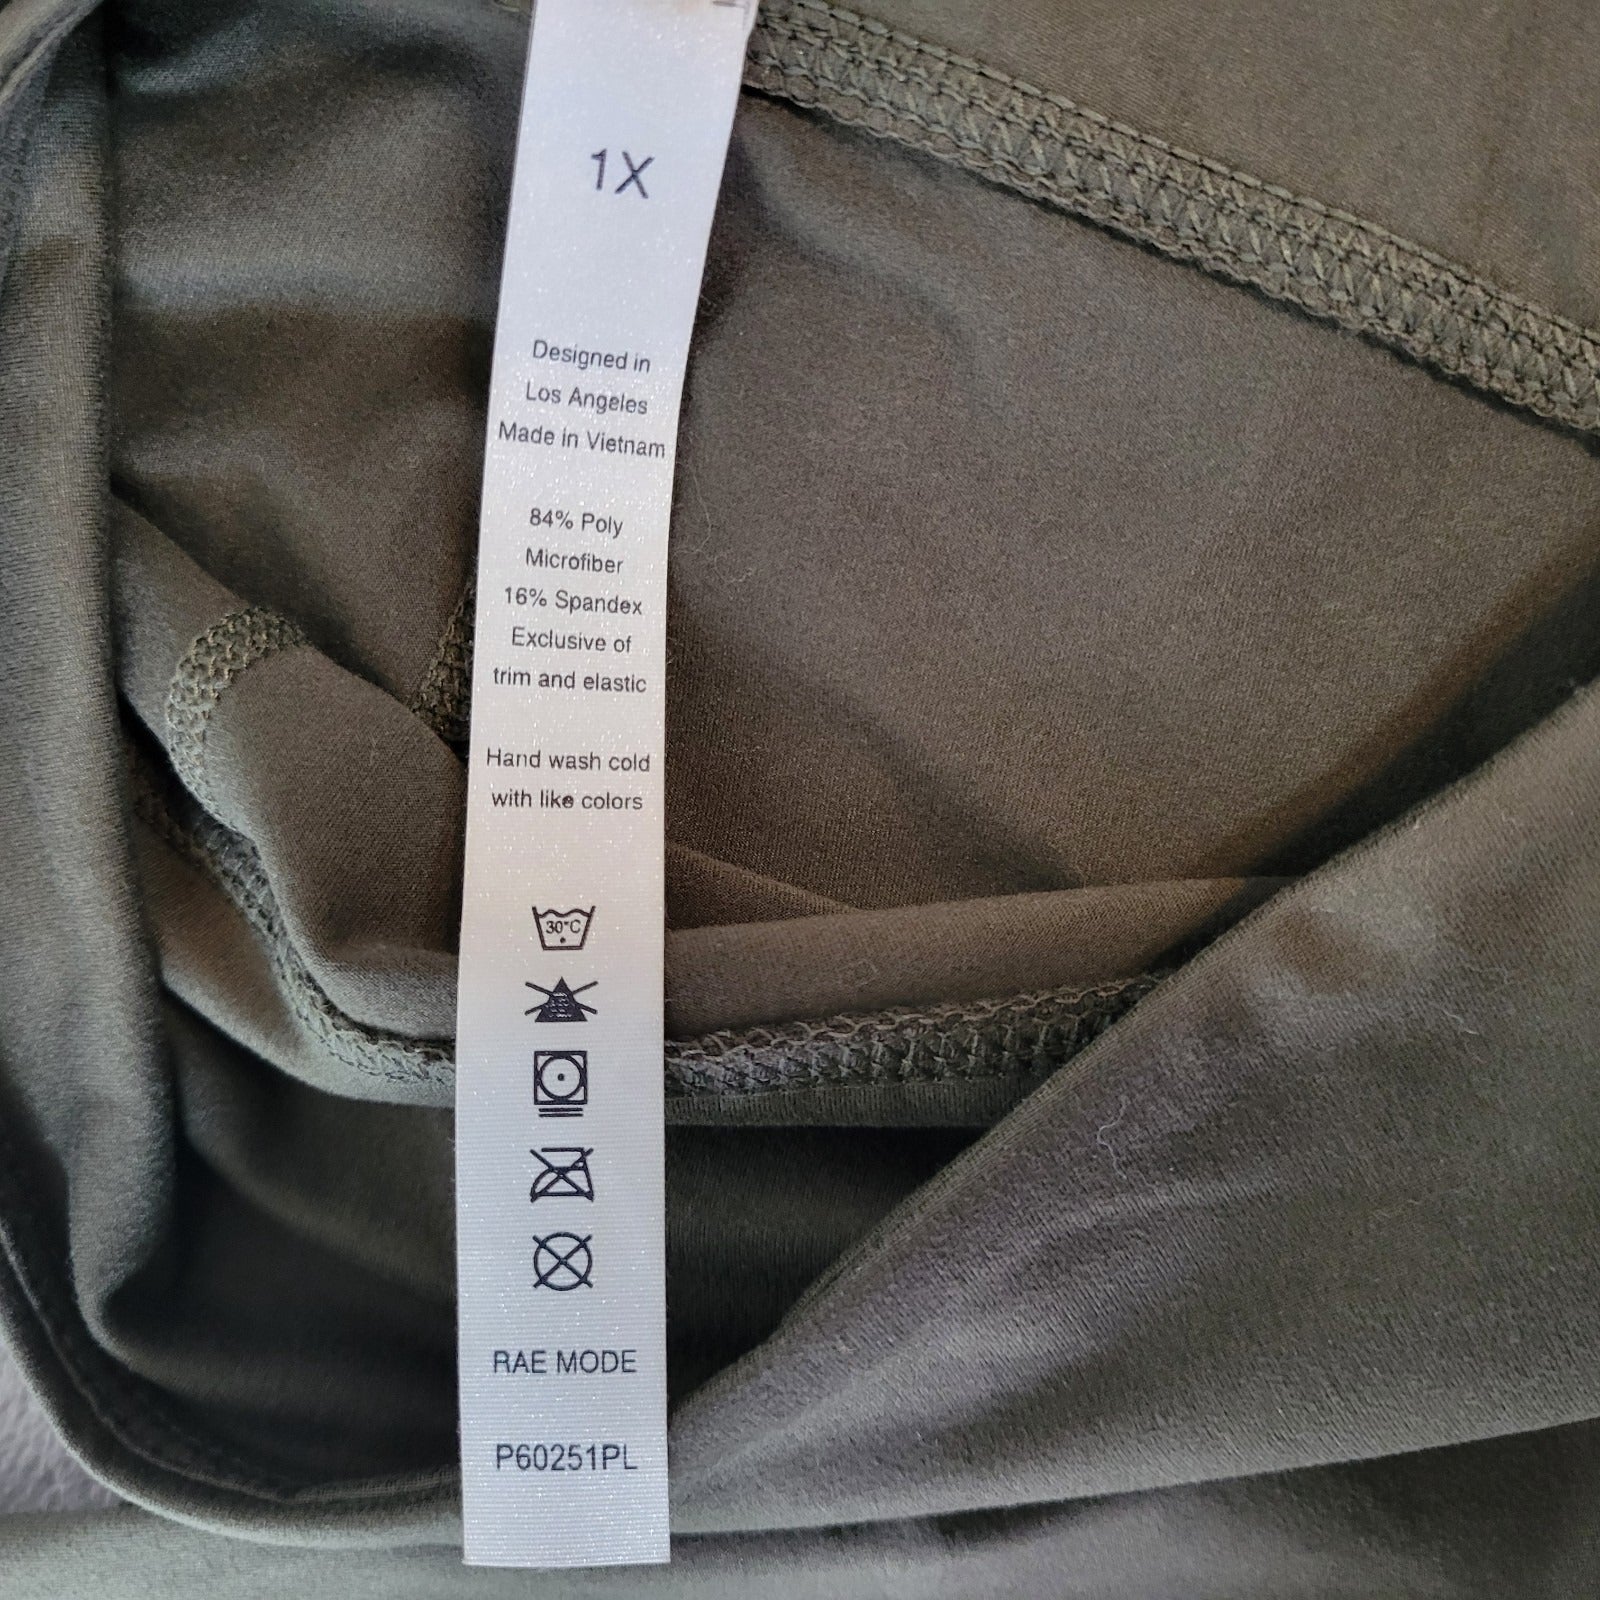 1X
Designed in
Los Angeles
Made in Vietnam
84% Poly
Microfiber
16% Spandex
Exclusive of
trim and elastic
Hand wash cold
with like colors
30°C
RAE MODE
P60251PL